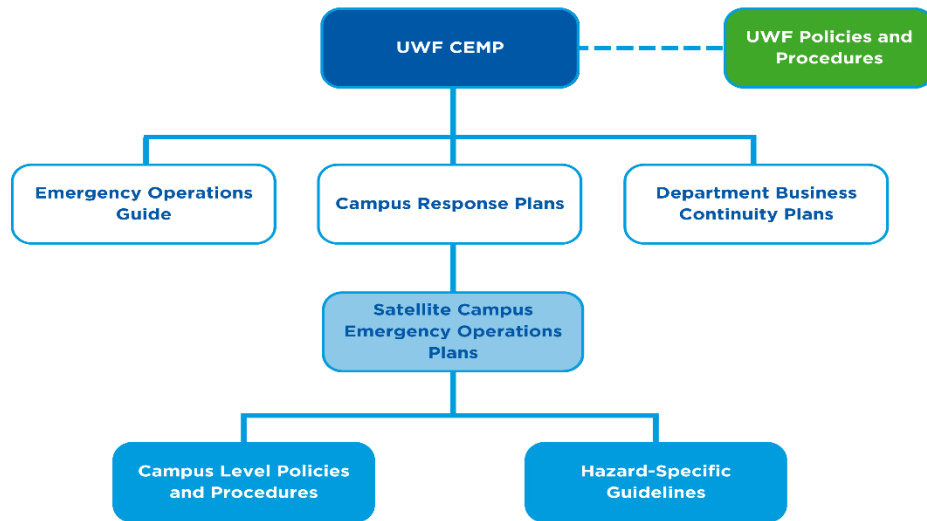 UWF CEMP
UWF Policies and
Procedures
Emergency Operations
Guide
Campus Response Plans
Department Business
Continuity Plans
Satellite Campus
Emergency Operations
Plans
Campus Level Policies
and Procedures
Hazard-Specific
Guidelines